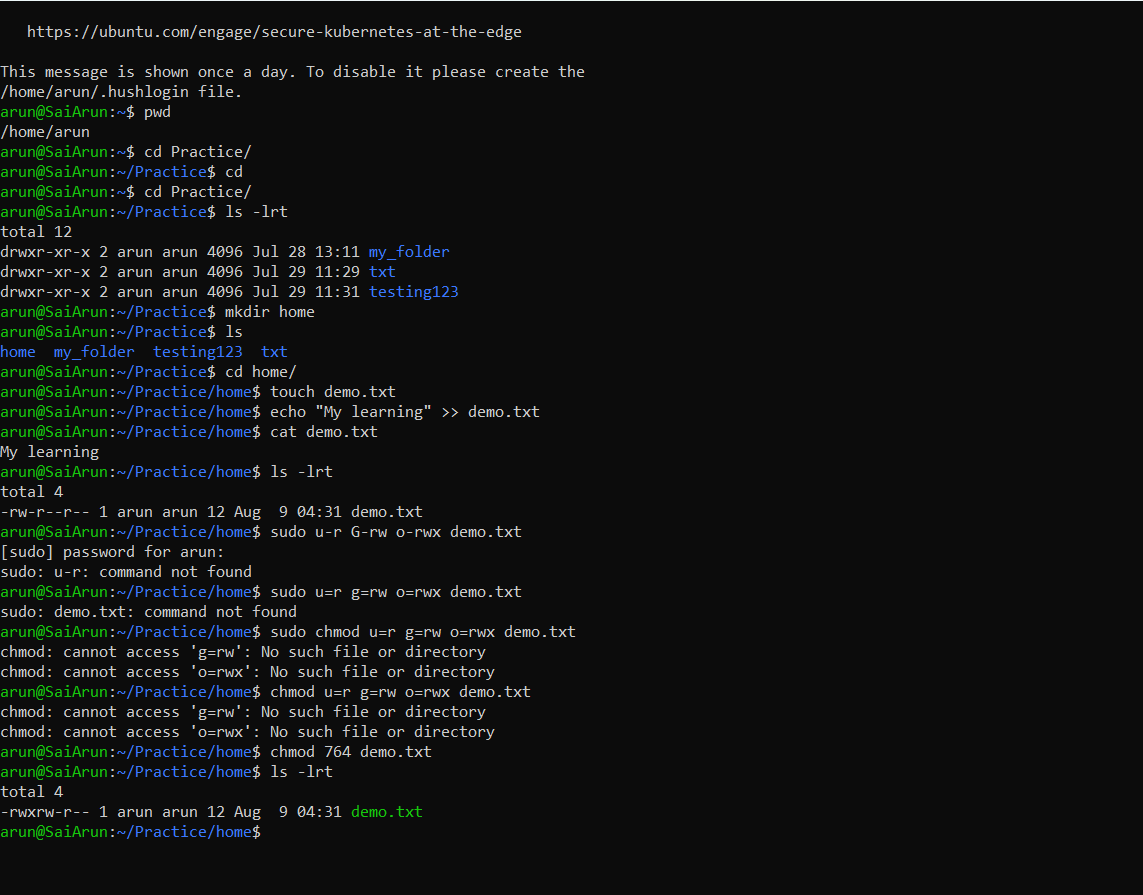 https://ubuntu.com/engage/secure-kubernetes-at-the-edge
This message is shown once a day. To disable it please create the
/home/arun/.hushlogin file.
arun@SaiArun:~$ pwd
/home/arun
arun@SaiArun:~$ cd Practice/
arun@SaiArun:~/Practice$ cd
arun@SaiArun:~$ cd Practice/
arun@SaiArun:~/Practice$ ls -lrt
total 12
drwxr-xr-x 2 arun arun 4096 Jul 28 13:11 my_folder
drwxr-xr-x 2 arun arun 4096 Jul 29 11:29 txt
drwxr-xr-x 2 arun arun 4096 Jul 29 11:31 testing123
arun@SaiArun:~/Practice$ mkdir home
arun@SaiArun:~/Practice$ ls
home  my_folder  testing123  txt
arun@SaiArun:~/Practice$ cd home/
arun@SaiArun:~/Practice/home$ touch demo.txt
arun@SaiArun:~/Practice/home$ echo "My learning" >> demo.txt
arun@SaiArun:~/Practice/home$ cat demo.txt
My learning
arun@SaiArun:~/Practice/home$ ls -lrt
total 4
-rw-r--r-- 1 arun arun 12 Aug  9 04:31 demo.txt
arun@SaiArun:~/Practice/home$ sudo u-r G-rw o-rwx demo.txt
[sudo] password for arun:
sudo: u-r: command not found
arun@SaiArun:~/Practice/home$ sudo u=r g=rw o=rwx demo.txt
sudo: demo.txt: command not found
arun@SaiArun:~/Practice/home$ sudo chmod u=r g=rw o=rwx demo.txt
chmod: cannot access 'g=rw': No such file or directory
chmod: cannot access 'o=rwx': No such file or directory
arun@SaiArun:~/Practice/home$ chmod u=r g=rw o=rwx demo.txt
chmod: cannot access 'g=rw': No such file or directory
chmod: cannot access 'o=rwx': No such file or directory
arun@SaiArun:~/Practice/home$ chmod 764 demo.txt
arun@SaiArun:~/Practice/home$ ls -lrt
total 4
-rwxrw-r-- 1 arun arun 12 Aug  9 04:31 demo.txt
arun@SaiArun:~/Practice/home$